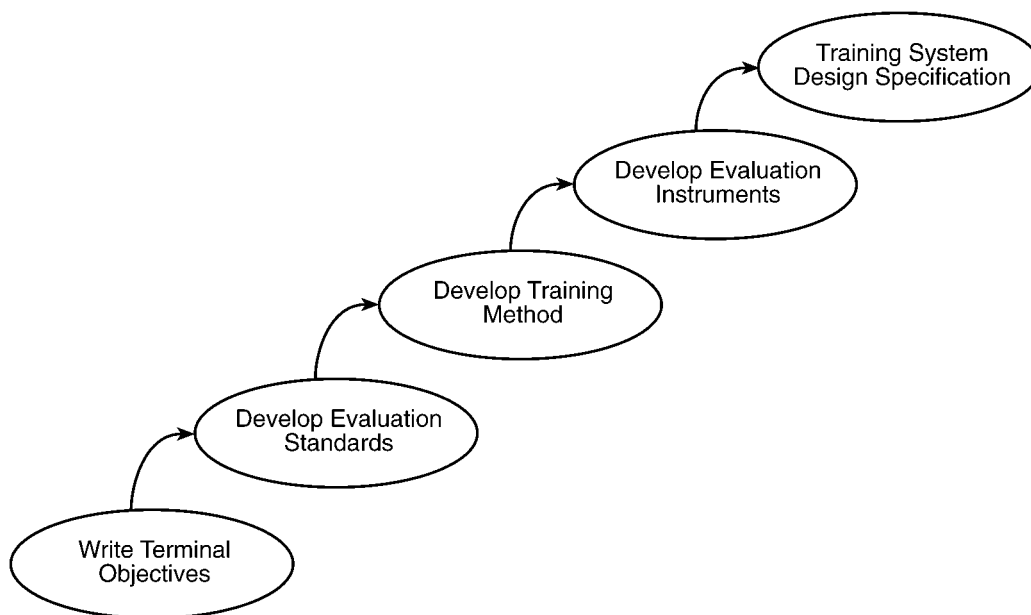 Training System
Design Specification
Develop Evaluation
Instruments
Develop Training
Method
Develop Evaluation
Standards
Write Terminal
Objectives